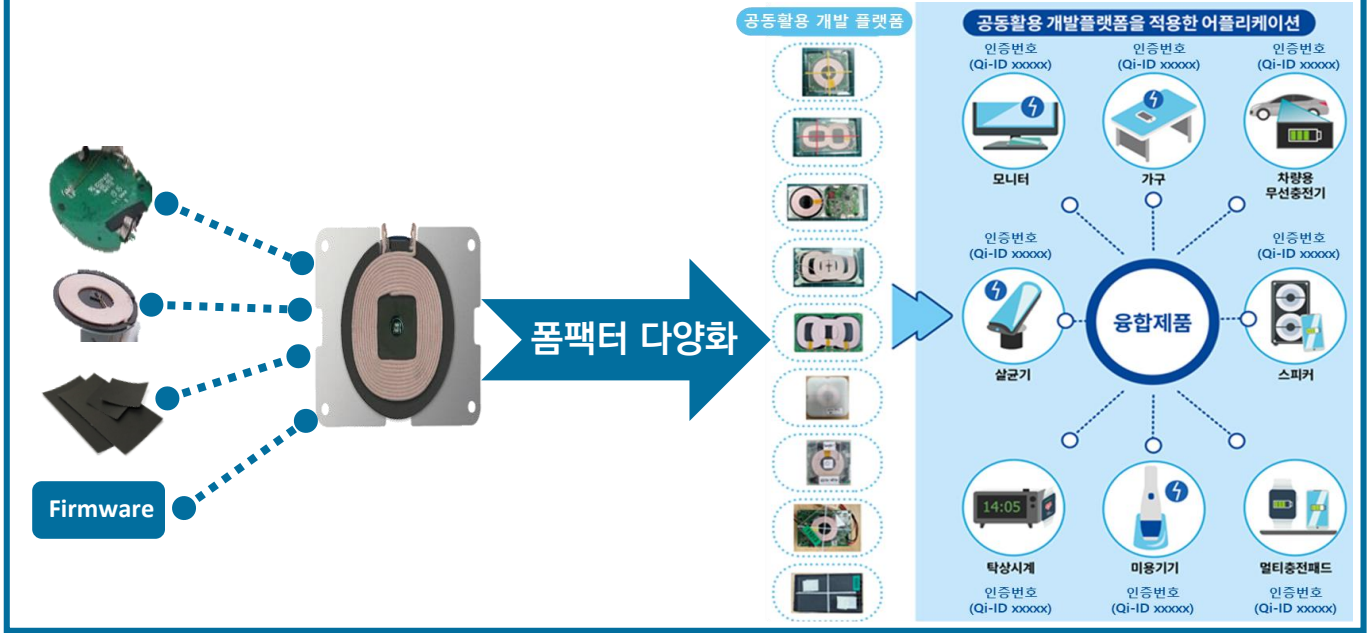 공동활용 개발 플랫폼
공동활용 개발플랫폼을 적용한 어플리케이션
인증번호
(Qi-ID xxxxx)
인증번호
(Qi-ID xxxxx)
인증번호
(Qi-ID xxxxx)
모니터
가구
차량용
무선충전기
인증번호
(Qi-ID xxxxx)
인증번호
(Qi-ID xxxxx)
폼팩터 다양화
융합제품
살균기
스피커
Firmware
14:05
탁상시계
미용기기
멀티충전패드
인증번호
(Qi-ID xxxxx)
인증번호
(Qi-ID xxxxx)
인증번호
(Qi-ID xxxxx)